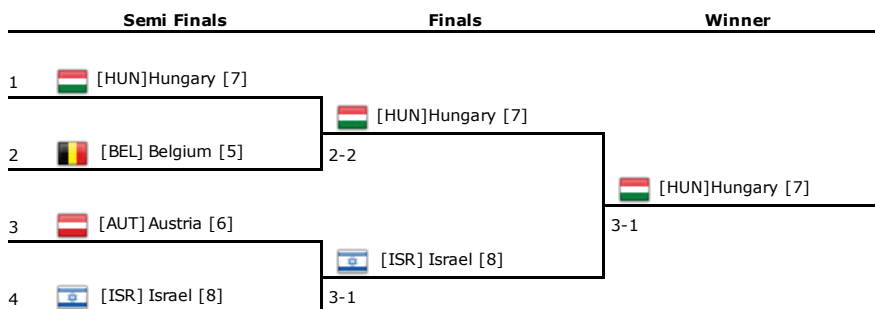 Semi Finals Finals Winner
1 [HUN]Hungary [7]
[HUN]Hungary [7]
2 [BEL] Belgium [5] 2-2
[HUN]Hungary [7]
3 [AUT] Austria [6] 3-1
[ISR] Israel [8]
4 [ISR] Israel [8] 3-1